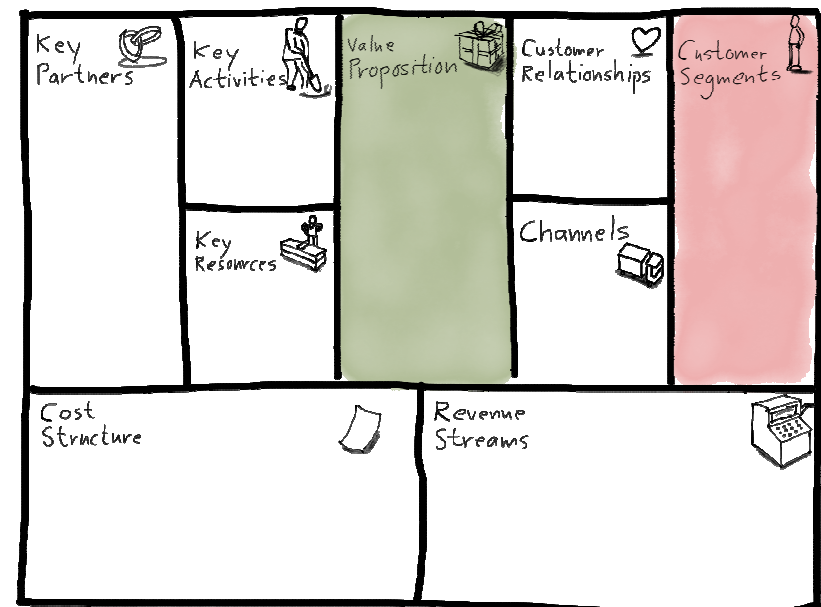 Key
Partners
Key
Activities
Key
Resources
Value
Proposition
Customer
Relationships
Channels
Customer
Segments
Cost
Structure
Revenue
Streams